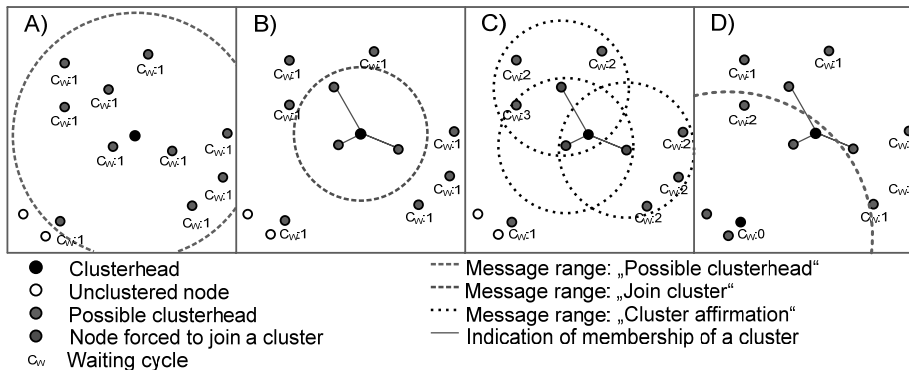 A)
Cw:1
Cw:1
Cw:1
Cw:1
Cw:1
Cw:1
Cw:1
Cw:1
Cw:1
Cw:1
B)
Cw:1
Cw:1
Cw:1
Cw:1
Cw:1
Cw:1
Cw:1
C)
Cw:2
Cw:2
Cw:3
Cw:2
Cw:2
Cw:2
Cw:1
D)
Cw:1
Cw:1
Cw:2
Cw:1
Cw:0
Clusterhead
Unclustered node
Possible clusterhead
Node forced to join a cluster
Cw Waiting cycle
Message range: „Possible clusterhead“
Message range: „Join cluster“
Message range: „Cluster affirmation“
Indication of membership of a cluster